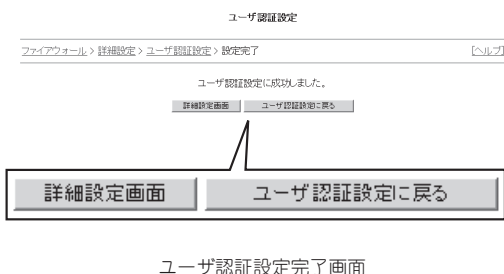 ユーザ認証設定
ファイアウォール > 詳細設定 > ユーザ認証設定 > 設定完了 [ヘルプ]
ユーザ認証設定に成功しました。
詳細設定画面 ユーザ認証設定に戻る
詳細設定画面 ユーザ認証設定に戻る
ユーザ認証設定完了画面